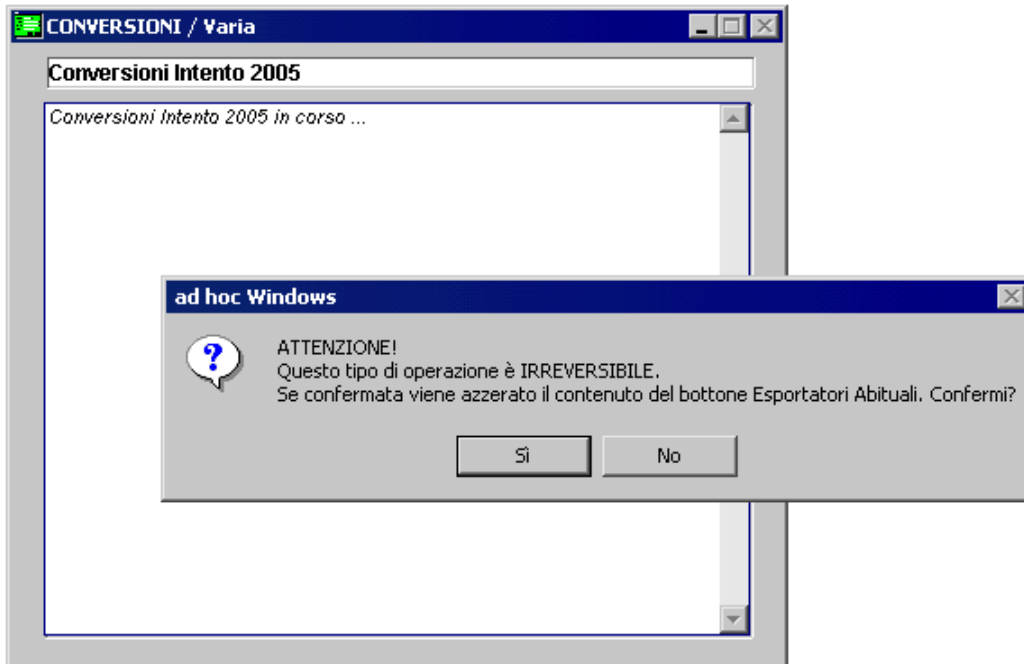 CONVERSIONI / Varia
Conversioni Intento 2005
Conversioni Intento 2005 in corso ...
ad hoc Windows
ATTENZIONE!
Questo tipo di operazione è IRREVERSIBILE.
Se confermata viene azzerato il contenuto del bottone Esportatori Abituali. Confermi?
Sì
No